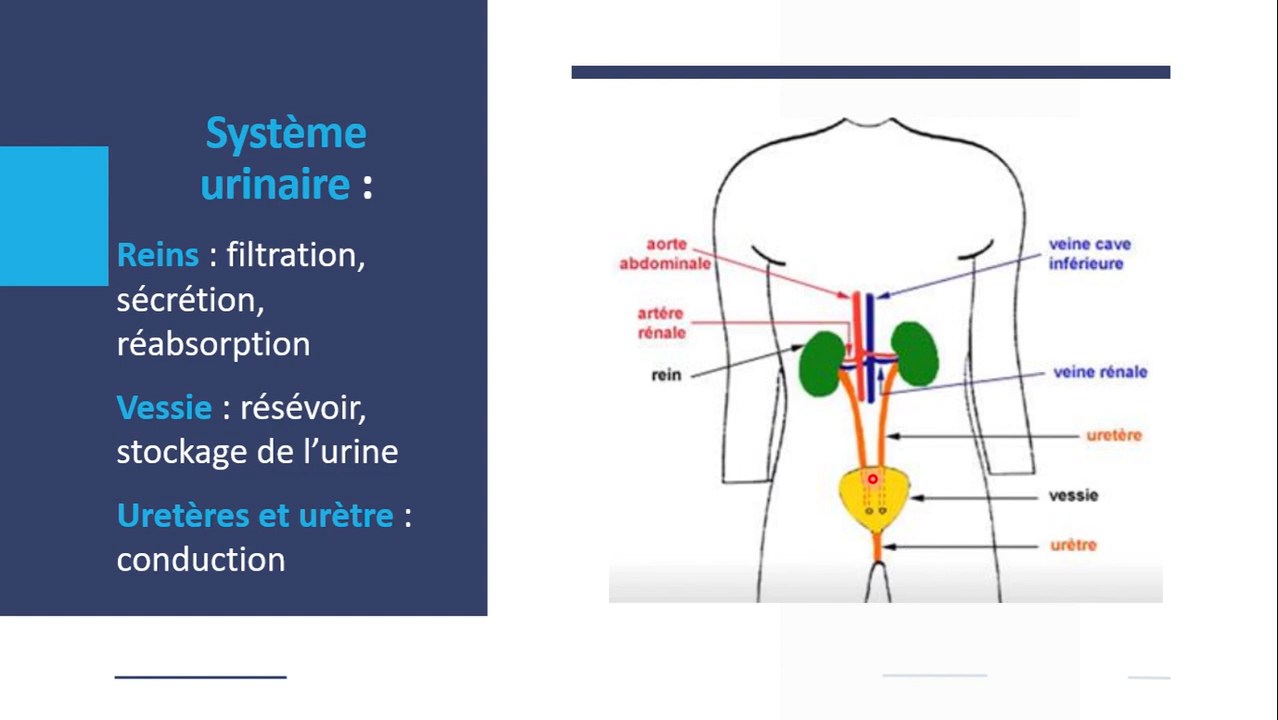 Système
urinaire :
Reins : filtration,
sécrétion,
réabsorption
Vessie : résévoir,
stockage de l’urine
Uretères et urètre :
conduction
aorte
abdominale
artére
rénale
rein
veine cave
inférieure
veine rénale
uretère
vessie
urètre